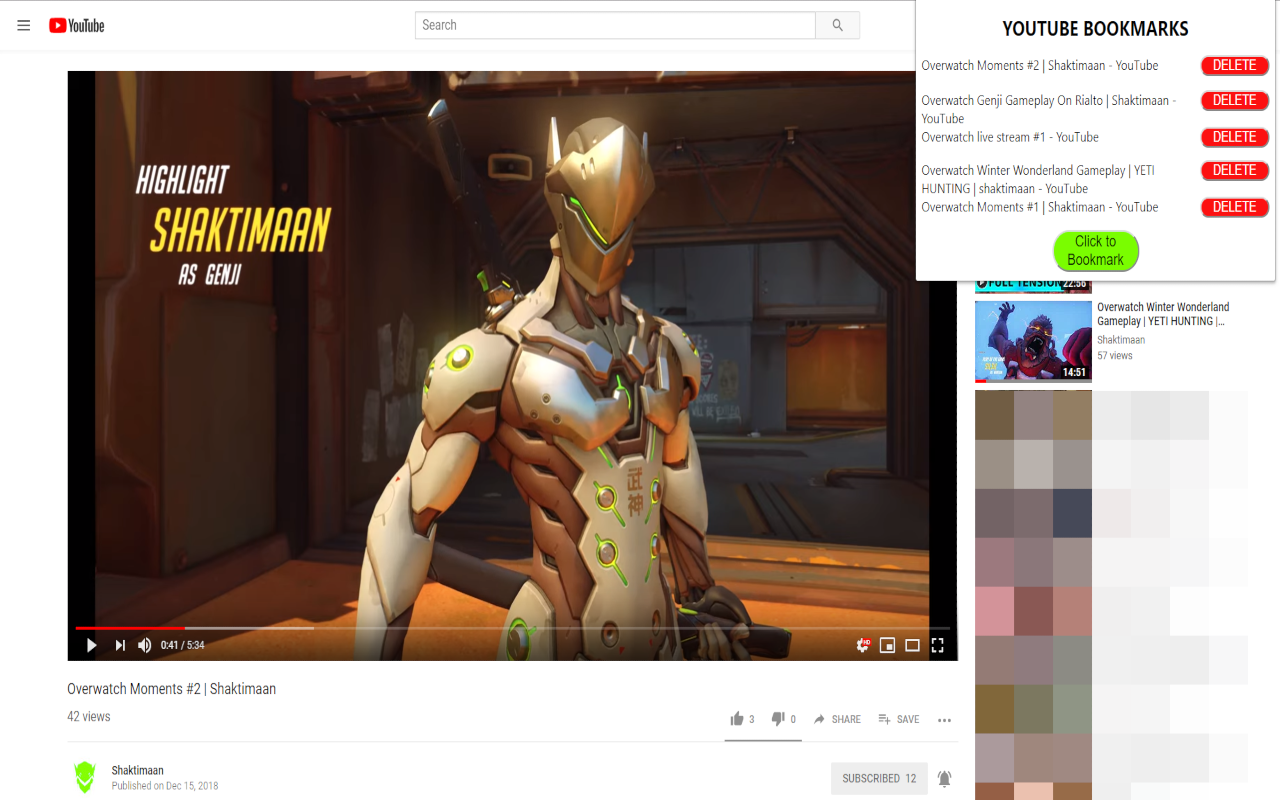 YouTube
Search
YOUTUBE BOOKMARKS
Overwatch Moments #2 | Shaktimaan - YouTube
DELETE
Overwatch Genji Gameplay On Rialto | Shaktimaan -
YouTube
DELETE
Overwatch live stream #1 - YouTube
DELETE
Overwatch Winter Wonderland Gameplay | YETI
HUNTING | shaktimaan - YouTube
DELETE
Overwatch Moments #1 | Shaktimaan - YouTube
DELETE
Click to
Bookmark
HIGHLIGHT
SHAKTIMAAN
AS GENJI
武
神
FULL TENSION
22:56
14:51
Overwatch Winter Wonderland
Gameplay | YETI HUNTING |...
Shaktimaan
57 views
0:41 / 5:34
HD
Overwatch Moments #2 | Shaktimaan
42 views
3
0
SHARE
SAVE
Shaktimaan
Published on Dec 15, 2018
SUBSCRIBED 12